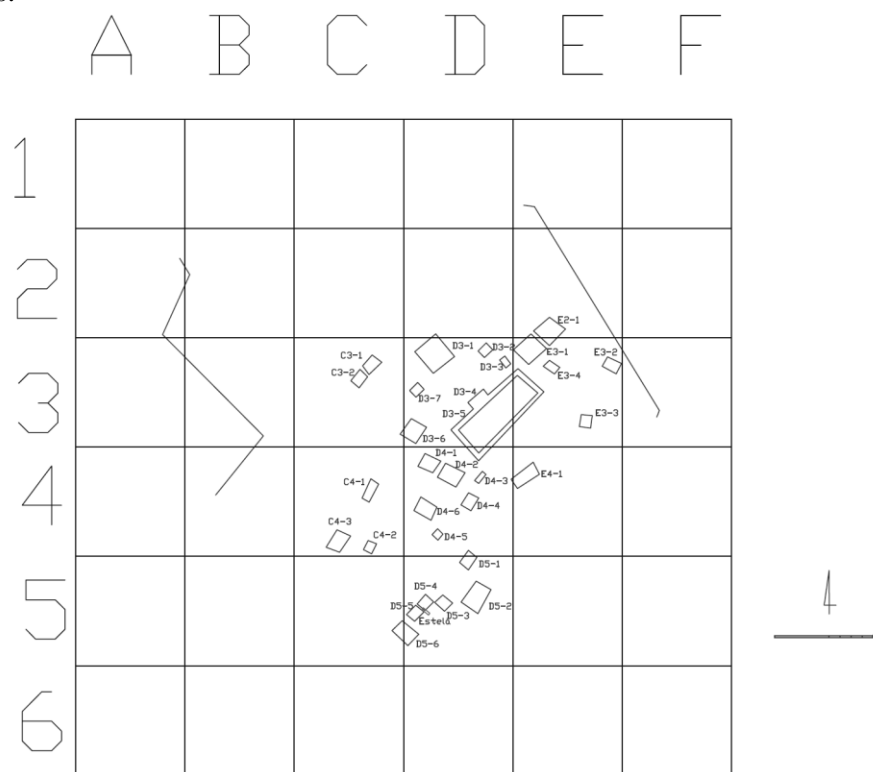 A B C D E F
1
2
E2-1
3
D3-1
D3-2
C3-1
E3-1
E3-2
D3-3
C3-2
E3-4
D3-4
D3-7
D3-5
E3-3
D3-6
4
D4-1
D4-2
E4-1
D4-3
C4-1
D4-4
D4-6
C4-3
C4-2
D4-5
5
D5-1
D5-4
D5-5
D5-2
D5-3
Estela
D5-6
6